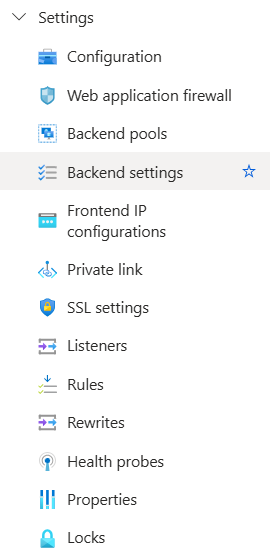 Settings
Configuration
Web application firewall
Backend pools
Backend settings
Frontend IP
configurations
Private link
SSL settings
Listeners
Rules
Rewrites
Health probes
Properties
Locks